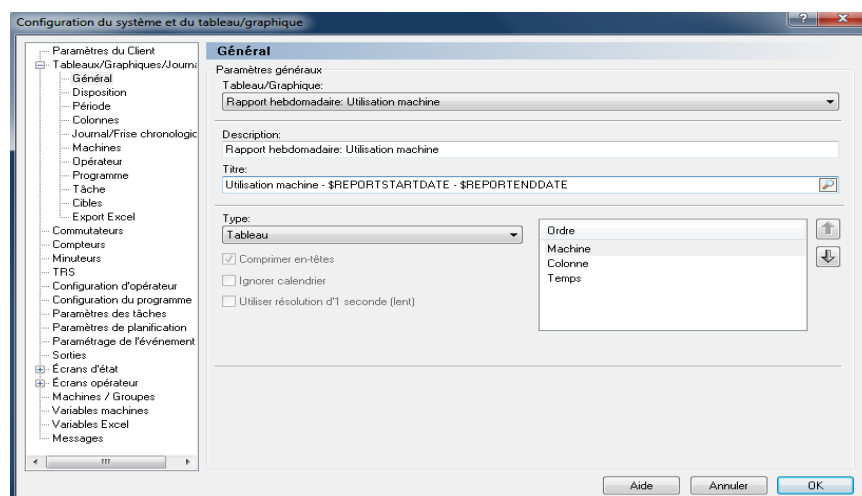 Configuration du système et du tableau/graphique
Paramètres du Client
Tableaux/Graphiques/Journa
Général
Disposition
Période
Colonnes
Journal/Frise chronologic
Machines
Opérateur
Programme
Tâche
Cibles
Export Excel
Commutateurs
Compteurs
Minuteurs
TRS
Configuration d'opérateur
Configuration du programme
Paramètres des tâches
Paramètres de planification
Paramétrage de l'événement
Sorties
Écrans d'état
Écrans opérateur
Machines / Groupes
Variables machines
Variables Excel
Messages
Général
Paramètres généraux
Tableau/Graphique:
Rapport hebdomadaire: Utilisation machine
Description:
Rapport hebdomadaire: Utilisation machine
Titre:
Utilisation machine - $REPORTSTARTDATE - $REPORTENDDATE
Type:
Tableau
Comprimer en-têtes
Ignorer calendrier
Utiliser résolution d'1 seconde (lent)
Ordre
Machine
Colonne
Temps
Aide
Annuler
OK